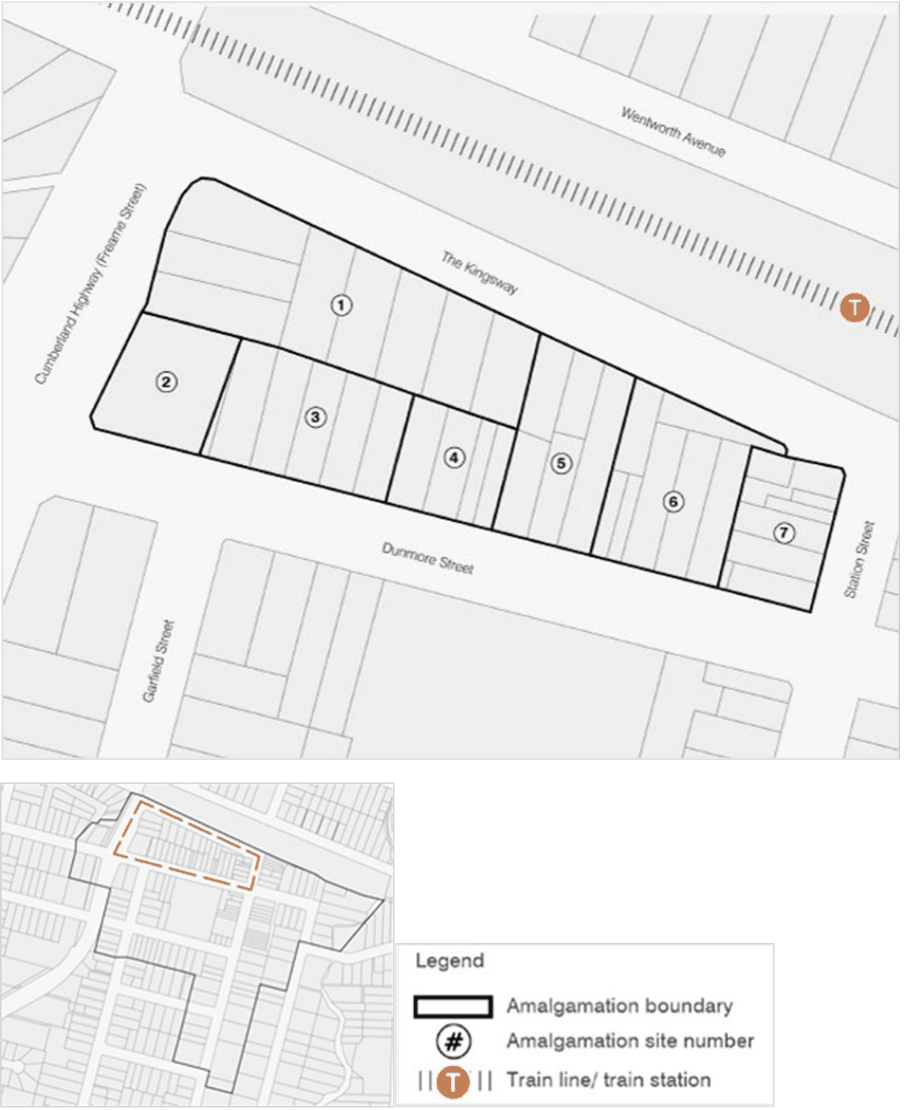 Wentworth Avenue
T
The Kingsway
Cumberland Highway (Freame Street)
1
2
3
4
5
6
7
Dunmore Street
Station Street
Garfield Street
Legend
Amalgamation boundary
# Amalgamation site number
T Train line/ train station